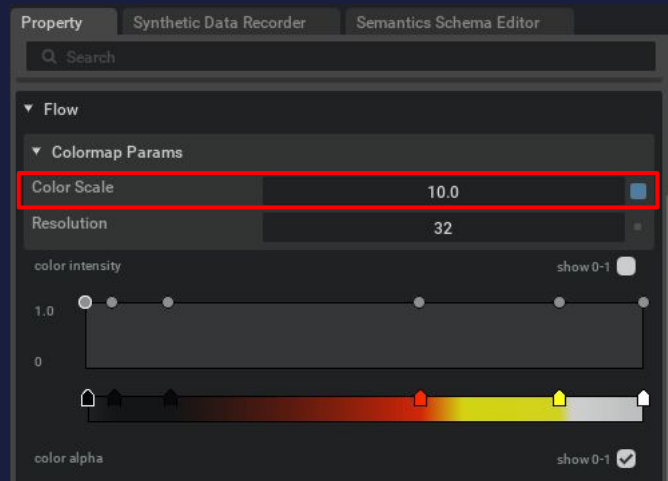 Property Synthetic Data Recorder Semantics Schema Editor
Search
Flow
Colormap Params
Color Scale 10.0
Resolution 32
color intensity show 0-1
1.0
0
color alpha show 0-1